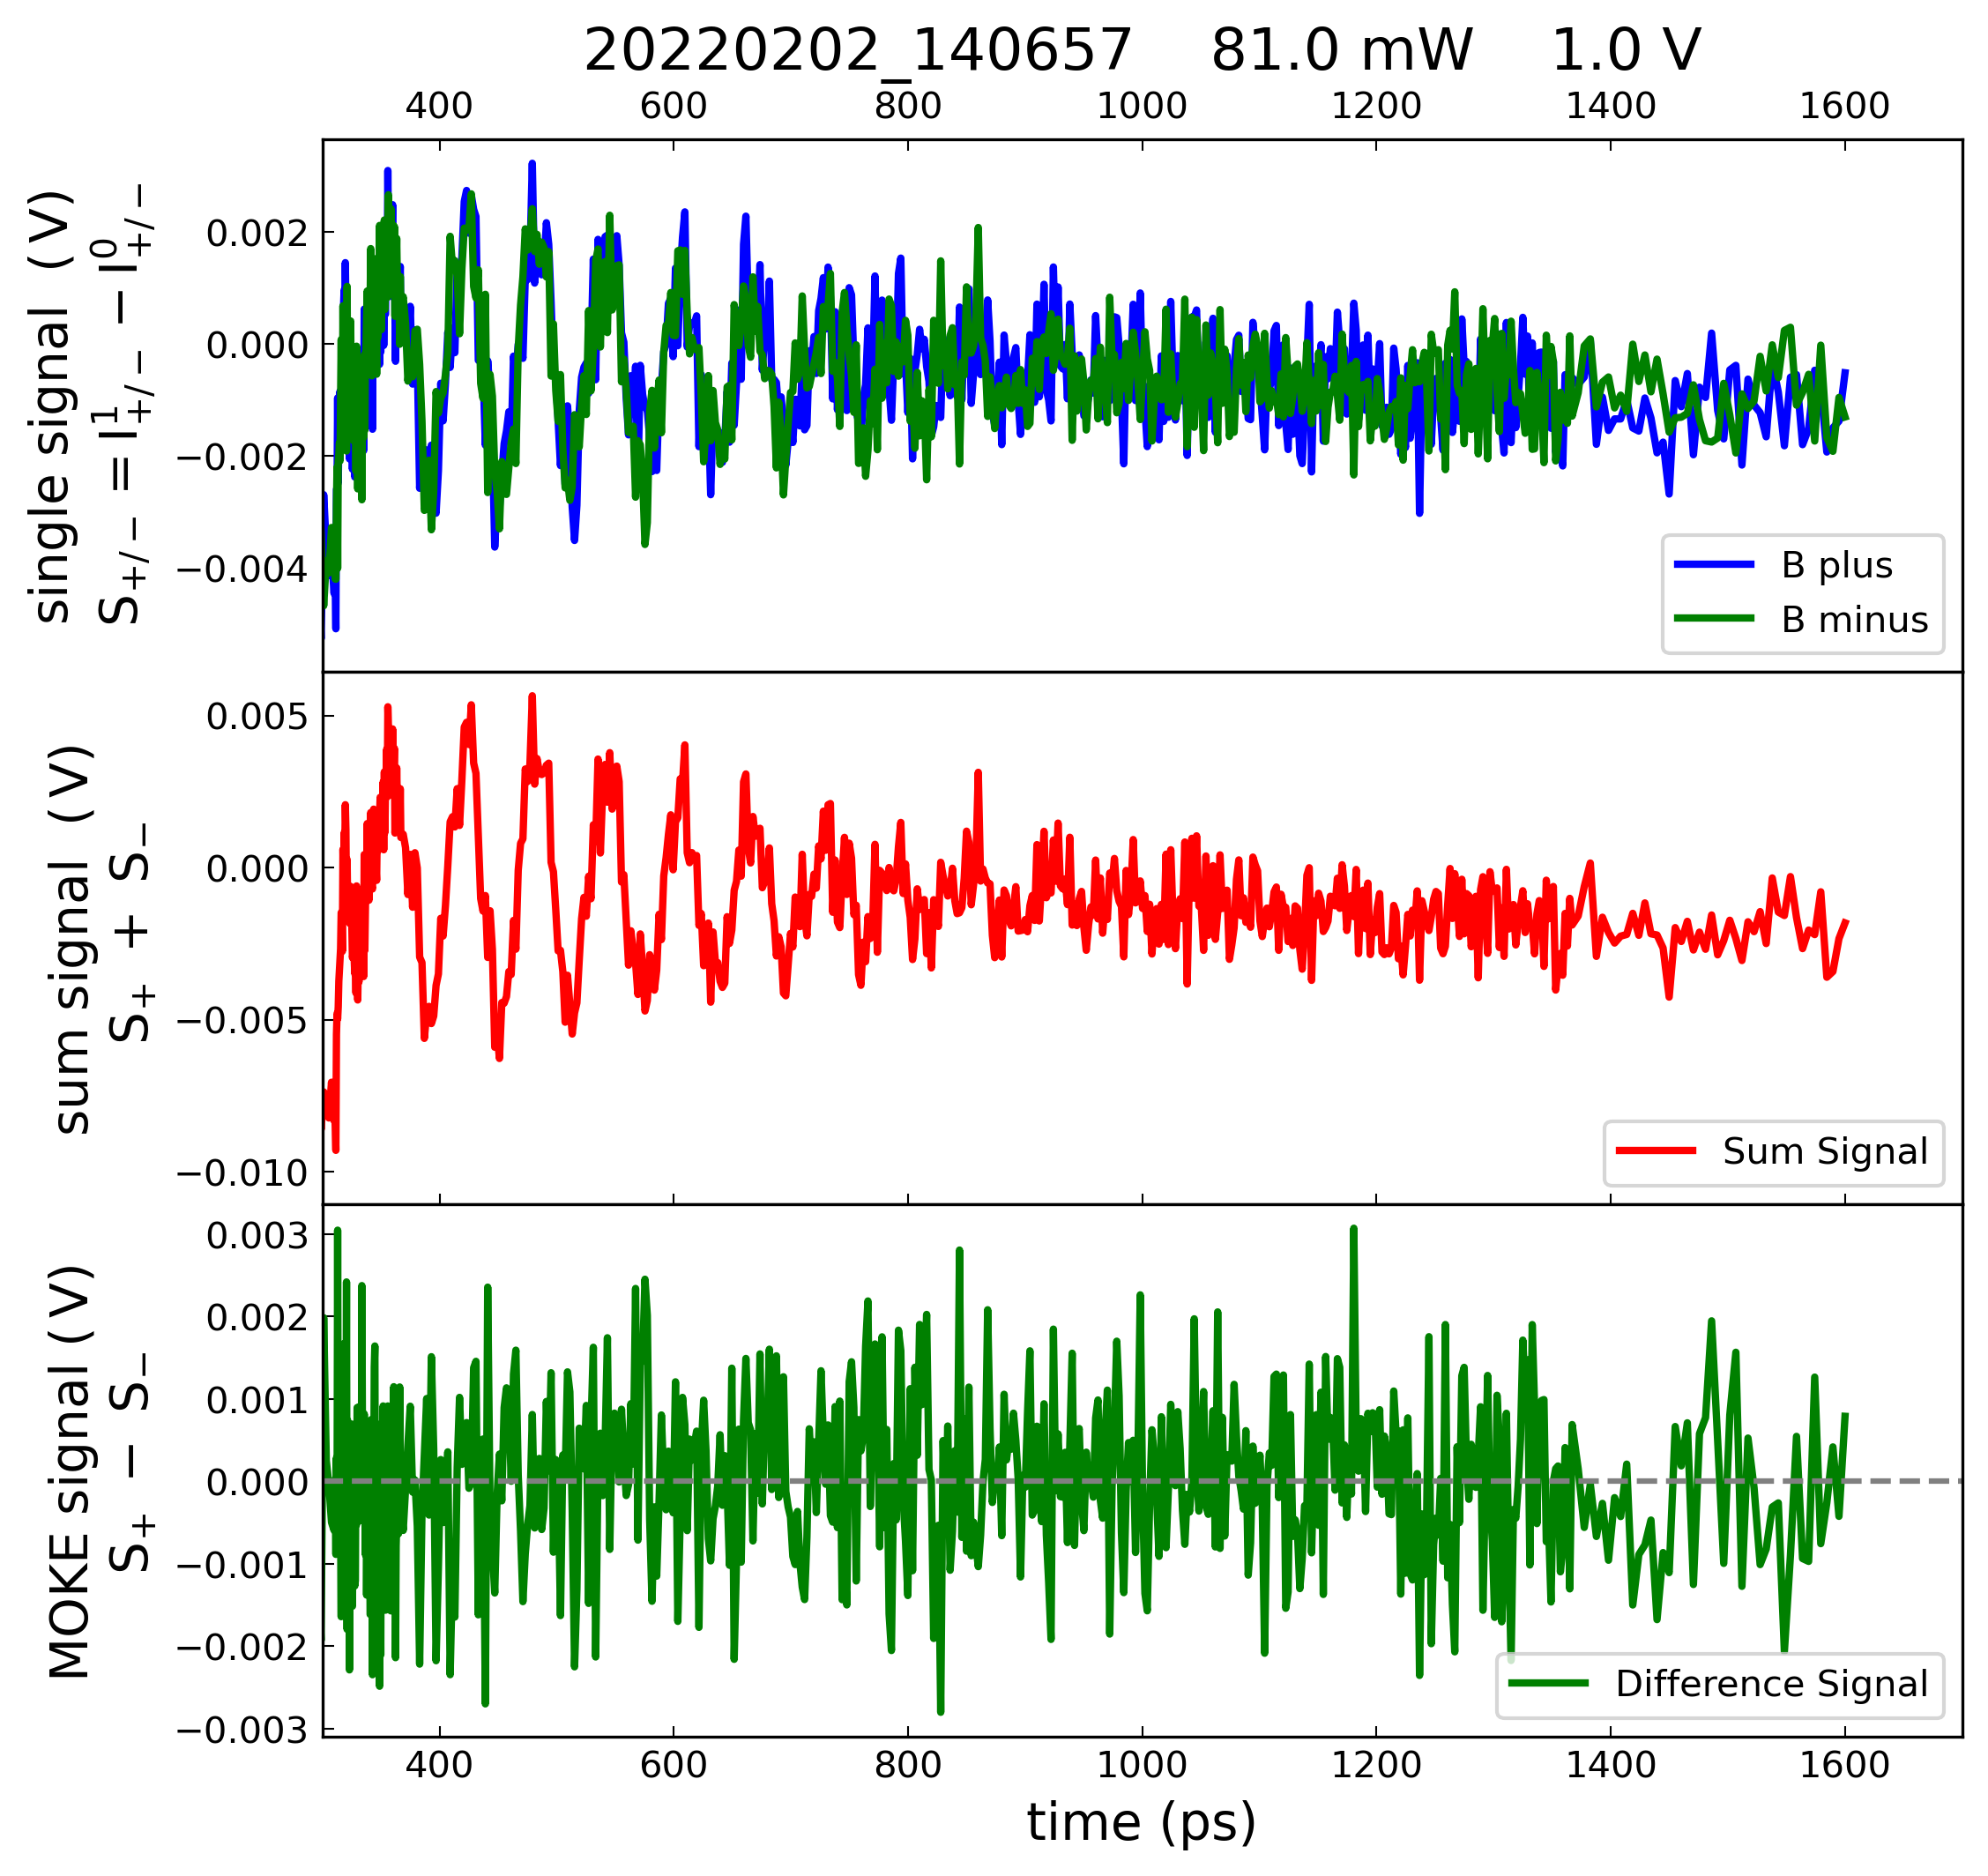 20220202_140657 81.0 mW 1.0 V
400 600 800 1000 1200 1400 1600
single signal (V)
S+/− = I¹+/− − I⁰+/−
0.002
0.000
−0.002
−0.004
B plus
B minus
sum signal (V)
S₊ + S₋
0.005
0.000
−0.005
−0.010
Sum Signal
MOKE signal (V)
S₊ − S₋
0.003
0.002
0.001
0.000
−0.001
−0.002
−0.003
Difference Signal
400 600 800 1000 1200 1400 1600
time (ps)